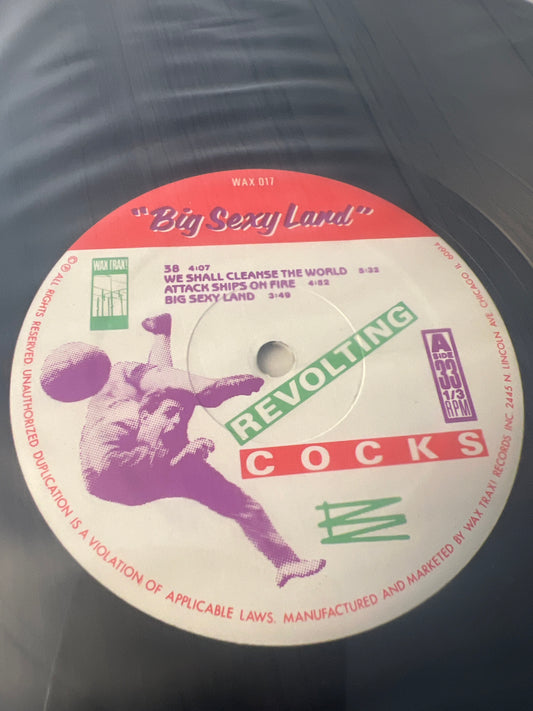 WAX 017
"Big Sexy Land"
WAX TRAX!
38 4:07
WE SHALL CLEANSE THE WORLD 5:33
ATTACK SHIPS ON FIRE 4:52
BIG SEXY LAND 3:49
REVOLTING
COCKS
A
SIDE
33
1/3
RPM
Ⓒ Ⓟ ALL RIGHTS RESERVED. UNAUTHORIZED DUPLICATION IS A VIOLATION OF APPLICABLE LAWS. MANUFACTURED AND MARKETED BY WAX TRAX! RECORDS INC. 2445 N. LINCOLN AVE. CHICAGO, IL 60614